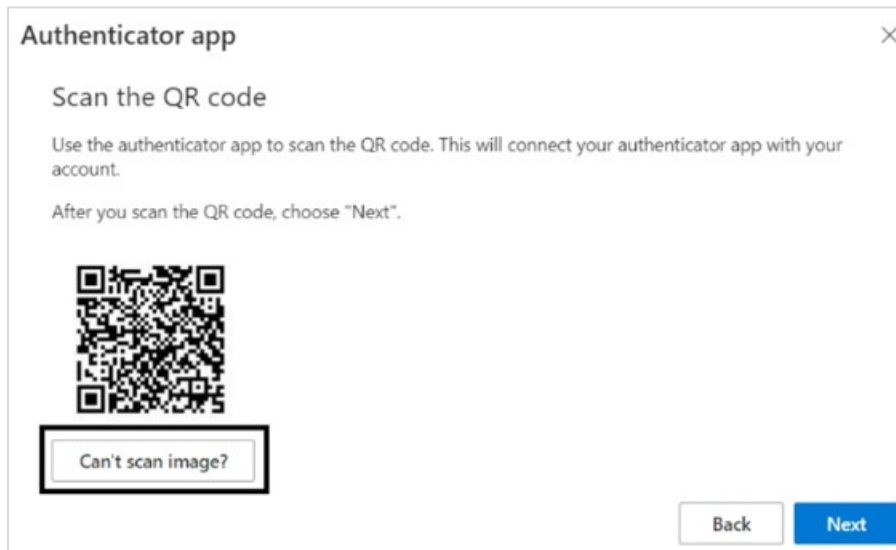 Authenticator app
Scan the QR code
Use the authenticator app to scan the QR code. This will connect your authenticator app with your
account.
After you scan the QR code, choose "Next".
Can't scan image?
Back
Next